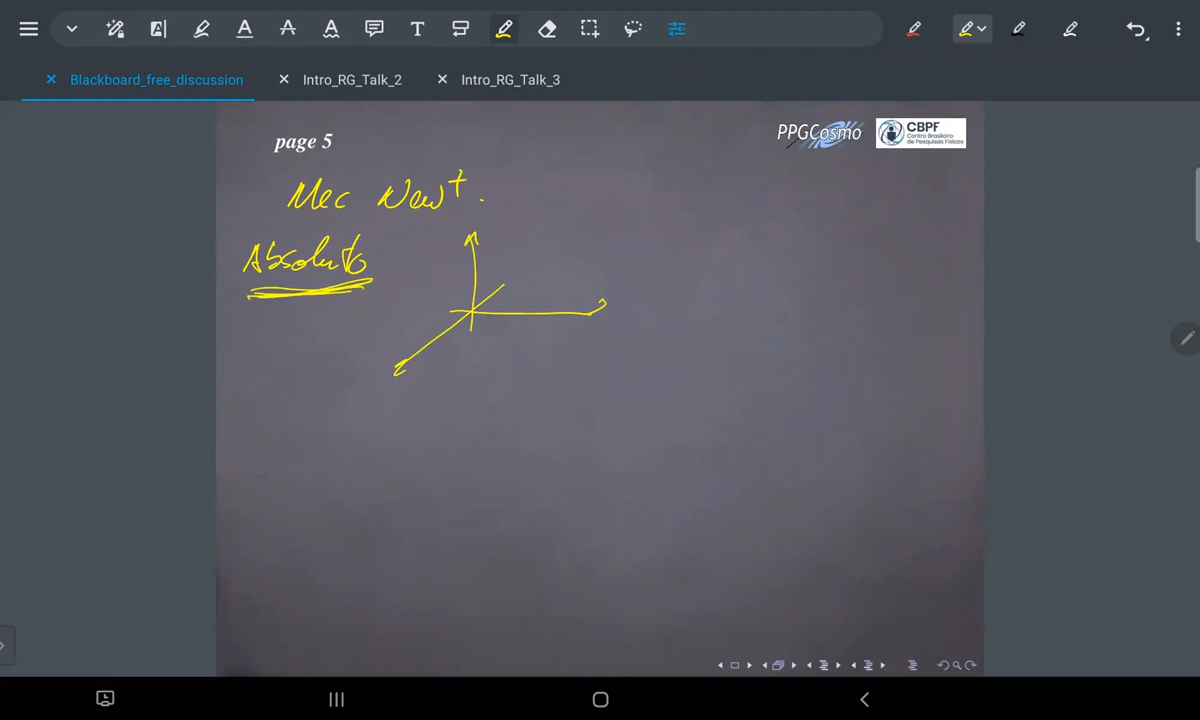 Blackboard_free_discussion Intro_RG_Talk_2 Intro_RG_Talk_3
page 5
PPGCosmo
CBPF
Centro Brasileiro
de Pesquisas Físicas
Mec Newt.
Absoluto